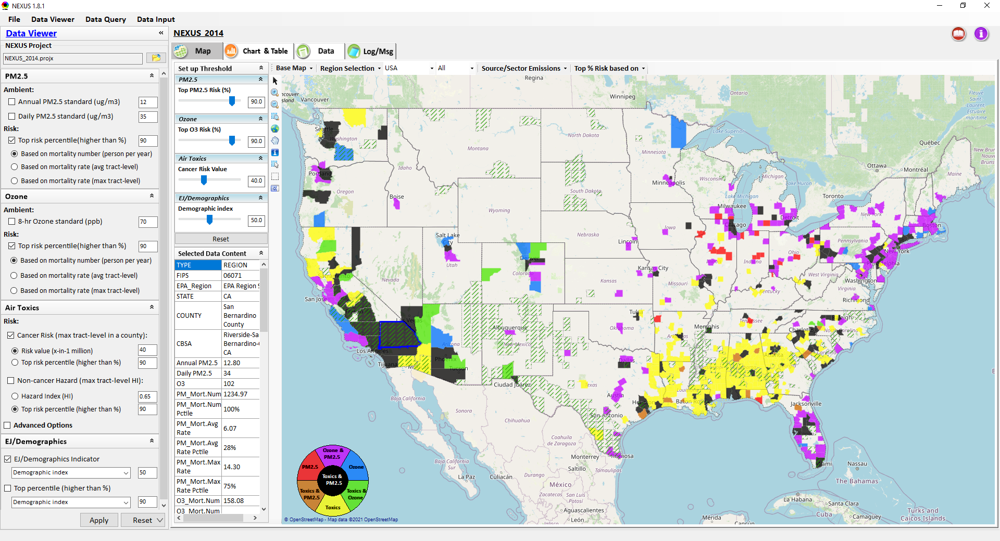 NEXUS 1.8.1
File Data Viewer Data Query Data Input
Data Viewer «
NEXUS Project
NEXUS_2014.projx
PM2.5
Ambient:
Annual PM2.5 standard (ug/m3) 12
Daily PM2.5 standard (ug/m3) 35
Risk:
Top risk percentile(higher than %) 90
Based on mortality number (person per year)
Based on mortality rate (avg tract-level)
Based on mortality rate (max tract-level)
Ozone
Ambient:
8-hr Ozone standard (ppb) 70
Risk:
Top risk percentile(higher than %) 90
Based on mortality number (person per year)
Based on mortality rate (avg tract-level)
Based on mortality rate (max tract-level)
Air Toxics
Risk:
Cancer Risk (max tract-level in a county):
Risk value (x-in-1 million) 40
Top risk percentile (higher than %) 90
Non-cancer Hazard (max tract-level HI):
Hazard Index (HI) 0.65
Top risk percentile (higher than %) 90
Advanced Options
EJ/Demographics
EJ/Demographics Indicator
Demographic index 50
Top percentile (higher than %)
Demographic index 90
Apply Reset
NEXUS_2014
Map Chart & Table Data Log/Msg
Set up Threshold
PM2.5
Top PM2.5 Risk (%)
90.0
Ozone
Top O3 Risk (%)
90.0
Air Toxics
Cancer Risk Value
40.0
EJ/Demographics
Demographic index
50.0
Reset
Selected Data Content
TYPE REGION
FIPS 06071
EPA_Region EPA Region 9
STATE CA
COUNTY San Bernardino County
CBSA Riverside-Sa Bernardino-( CA
Annual PM2.5 12.80
Daily PM2.5 34
O3 102
PM_Mort.Num 1234.97
PM_Mort.Num Pctile 100%
PM_Mort.Avg Rate 6.07
PM_Mort.Avg Rate Pctile 28%
PM_Mort.Max Rate 14.30
PM_Mort.Max Rate Pctile 75%
O3_Mort.Num 158.08
O3_Mort.Num
Base Map Region Selection USA All Source/Sector Emissions Top % Risk based on
Regina
Winnipeg
Ontario
Fleuve Saint-Laurent, Estuaire maritime
Vancouver
Seattle
Washington
Montana
North Dakota
Minnesota
Lake Superior
Québec
Ottawa
Montréal
Maine
Portland
Idaho
Oregon
Boise
Wyoming
South Dakota
Minneapolis
Wisconsin
Michigan
Lake Huron
Toronto
Lake Michigan
Milwaukee
Detroit
New York
Boston
Chicago
Iowa
Nebraska
Lincoln
Salt Lake City
Utah
Nevada
Denver
Colorado
Kansas
Kansas City
Missouri
Illinois
Indiana
Ohio
Pennsylvania
New York
Philadelphia
West Virginia
Washington
Virginia
Richmond
Kentucky
Sacramento
San Jose
Fresno
Las Vegas
Los Angeles
Tijuana
Arizona
Phoenix
Tucson
Albuquerque
New Mexico
Oklahoma
Tulsa
Arkansas
Memphis
Tennessee
Charlotte
Raleigh
North Carolina
Atlanta
Dallas
Texas
Ciudad Juárez
Austin
San Antonio
Houston
Louisiana
Baton Rouge
Jacksonville
Florida
Miami
Baja California
Sonora
Chihuahua
Coahuila de Zaragoza
Monterrey
Reynosa
Saltillo
Tamaulipas
Baja California Sur
La Paz
Culiacán
Durango
México
Zacatecas
San Luis Potosí
Aguascalientes
León
Jalisco
Mérida
Cancún
Nassau
The Bahamas
La Habana
Santa Clara
Cuba
Camagüey
Turks and Caicos Islands
Ozone & PM2.5
PM2.5
Ozone
Toxics & PM2.5
Toxics & PM2.5
Toxics & Ozone
Toxics
© OpenStreetMap - Map data ©2021 OpenStreetMap